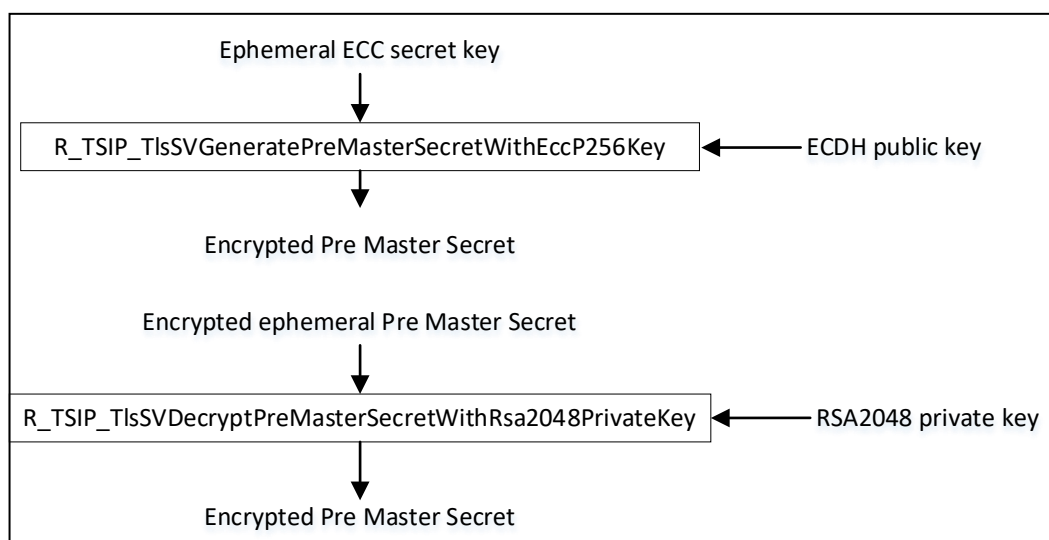 Ephemeral ECC secret key
R_TSIP_TlsSVGeneratePreMasterSecretWithEccP256Key
ECDH public key
Encrypted Pre Master Secret
Encrypted ephemeral Pre Master Secret
R_TSIP_TlsSVDecryptPreMasterSecretWithRsa2048PrivateKey
RSA2048 private key
Encrypted Pre Master Secret